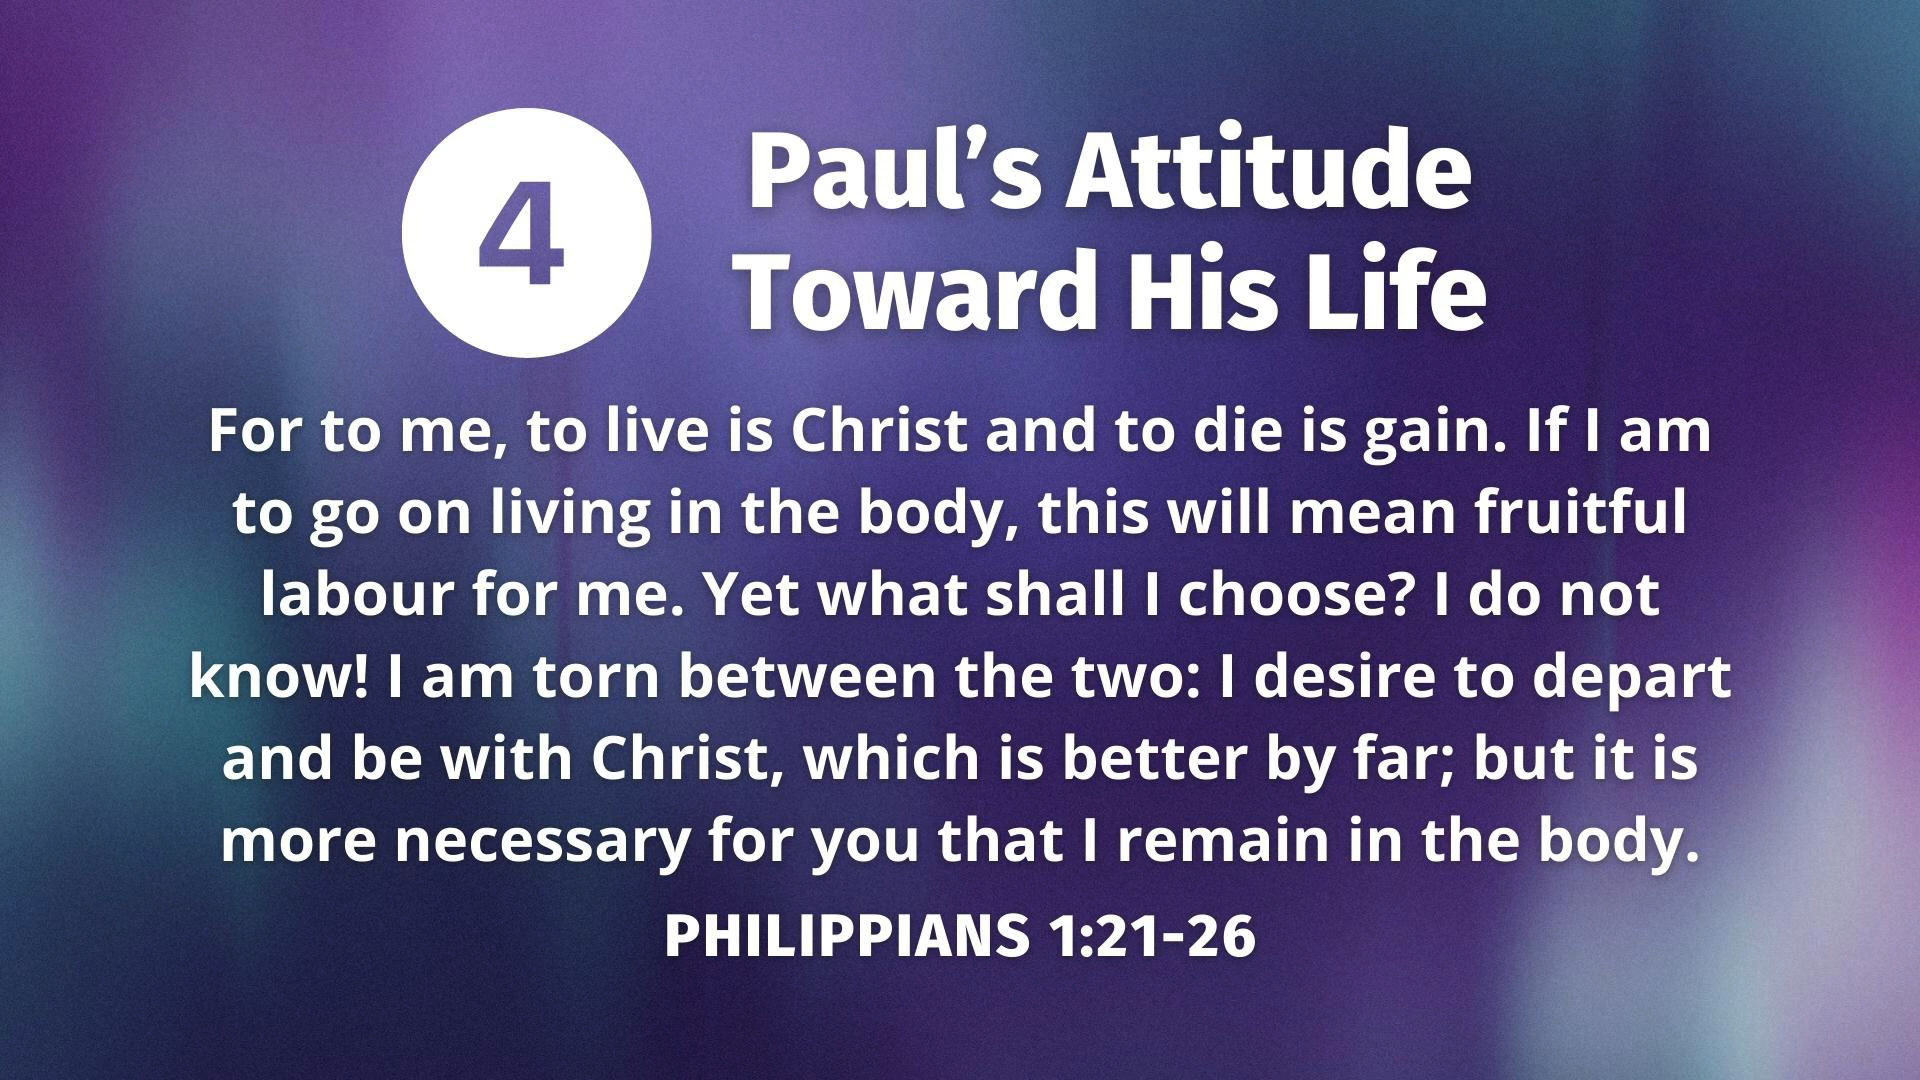 4
Paul’s Attitude
Toward His Life
For to me, to live is Christ and to die is gain. If I am
to go on living in the body, this will mean fruitful
labour for me. Yet what shall I choose? I do not
know! I am torn between the two: I desire to depart
and be with Christ, which is better by far; but it is
more necessary for you that I remain in the body.
PHILIPPIANS 1:21-26